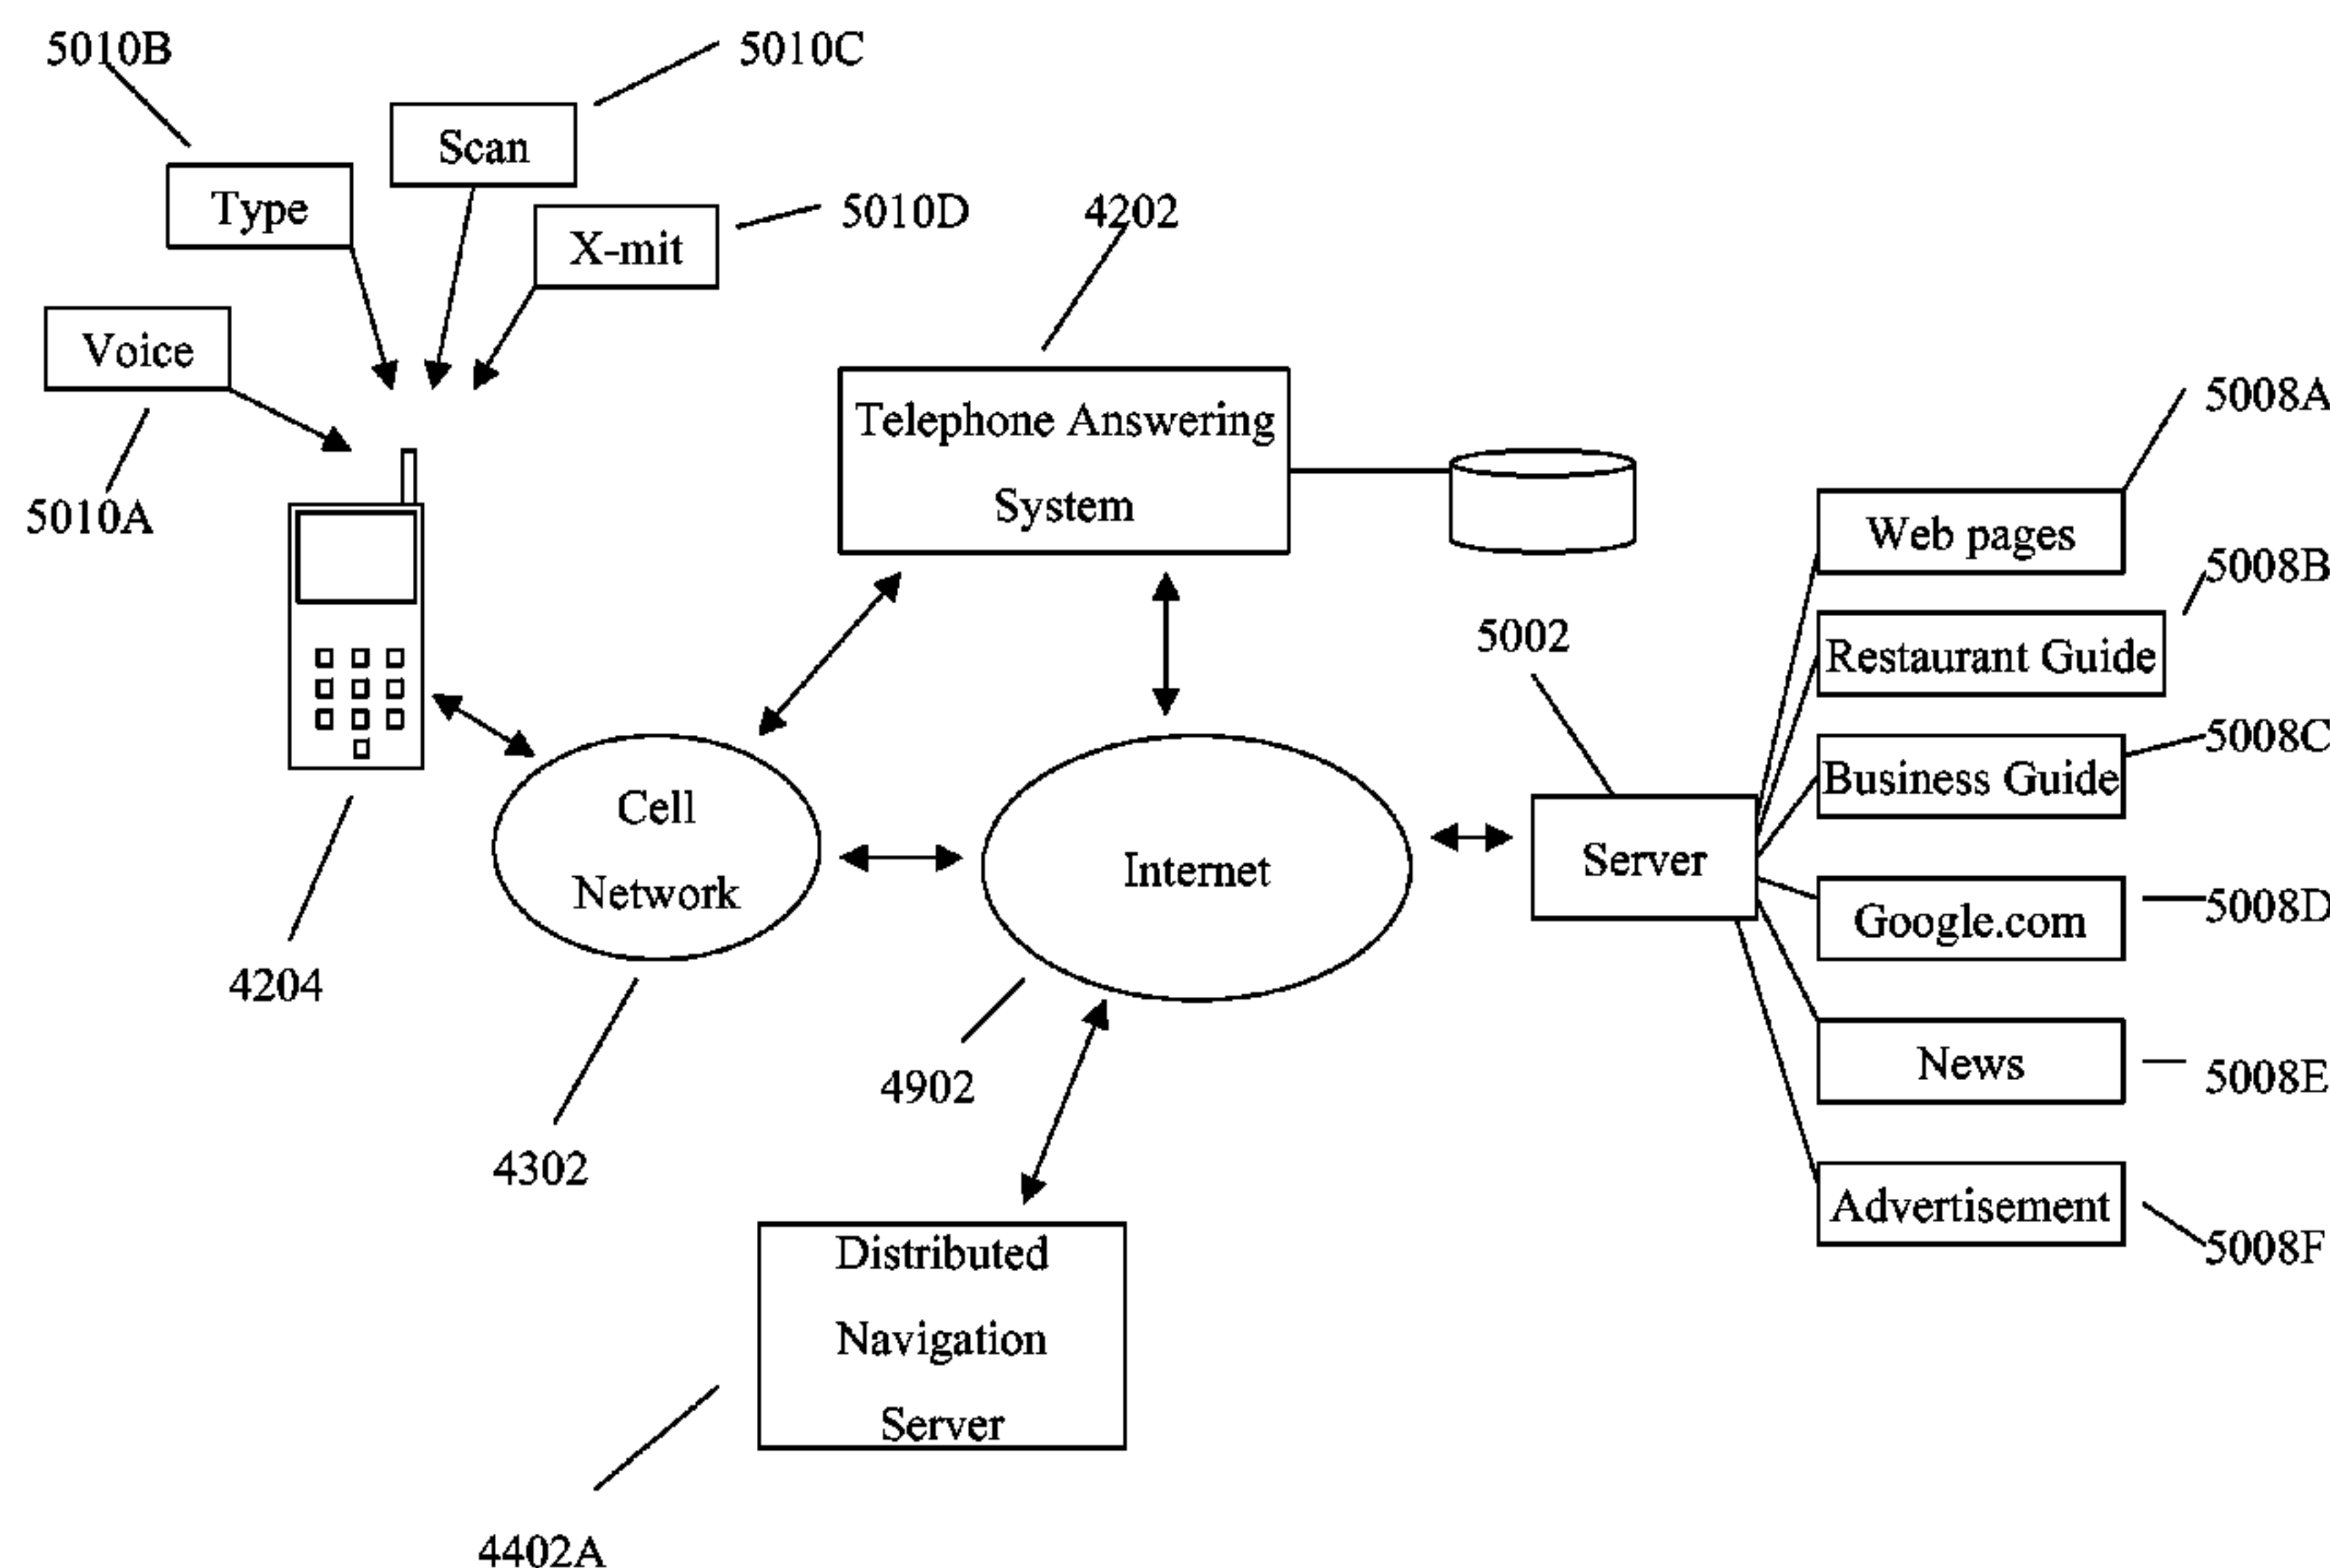 5010B
5010C
Scan
Type
5010D
4202
X-mit
Voice
5010A
Telephone Answering
System
5008A
Web pages
5008B
5002
Restaurant Guide
5008C
Business Guide
Cell
Network
Internet
Server
5008D
Google.com
4204
4902
4302
News
5008E
Advertisement
5008F
Distributed
Navigation
Server
4402A